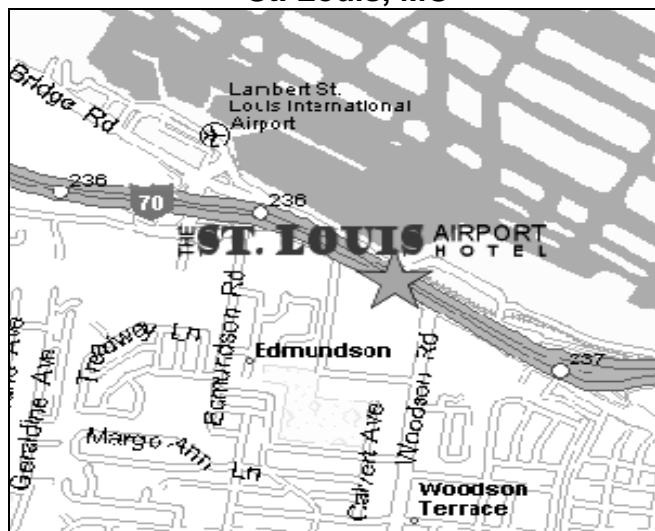 St. Louis, MO
Bridge Rd
Lambert St.
Louis International
Airport
236
70
236
THE ST. LOUIS AIRPORT
HOTEL
Treadwey Ln
Edmundson Rd
Edmundson
237
Geraldine Ave
Margo Ann Ln
Calvert Ave
Woodson Rd
Woodson
Terrace